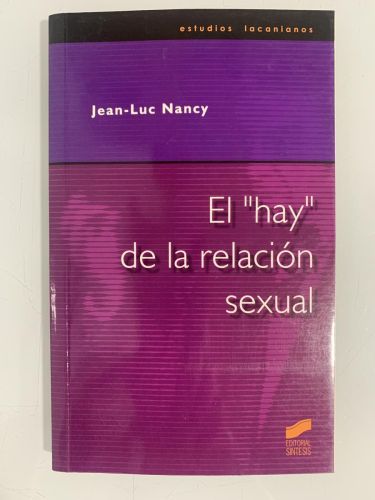 estudios lacanianos
Jean-Luc Nancy
El "hay"
de la relación
sexual
EDITORIAL
SINTESIS